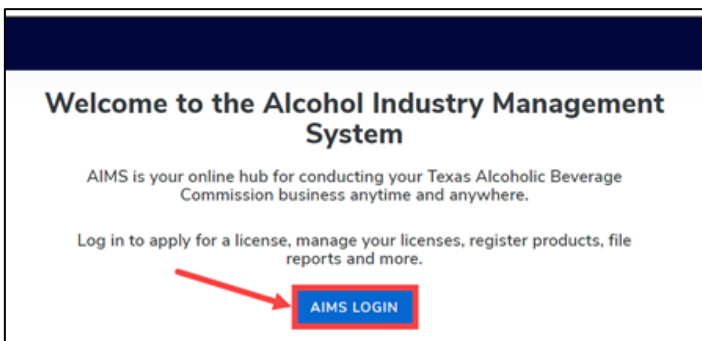 Welcome to the Alcohol Industry Management
System
AIMS is your online hub for conducting your Texas Alcoholic Beverage
Commission business anytime and anywhere.
Log in to apply for a license, manage your licenses, register products, file
reports and more.
AIMS LOGIN